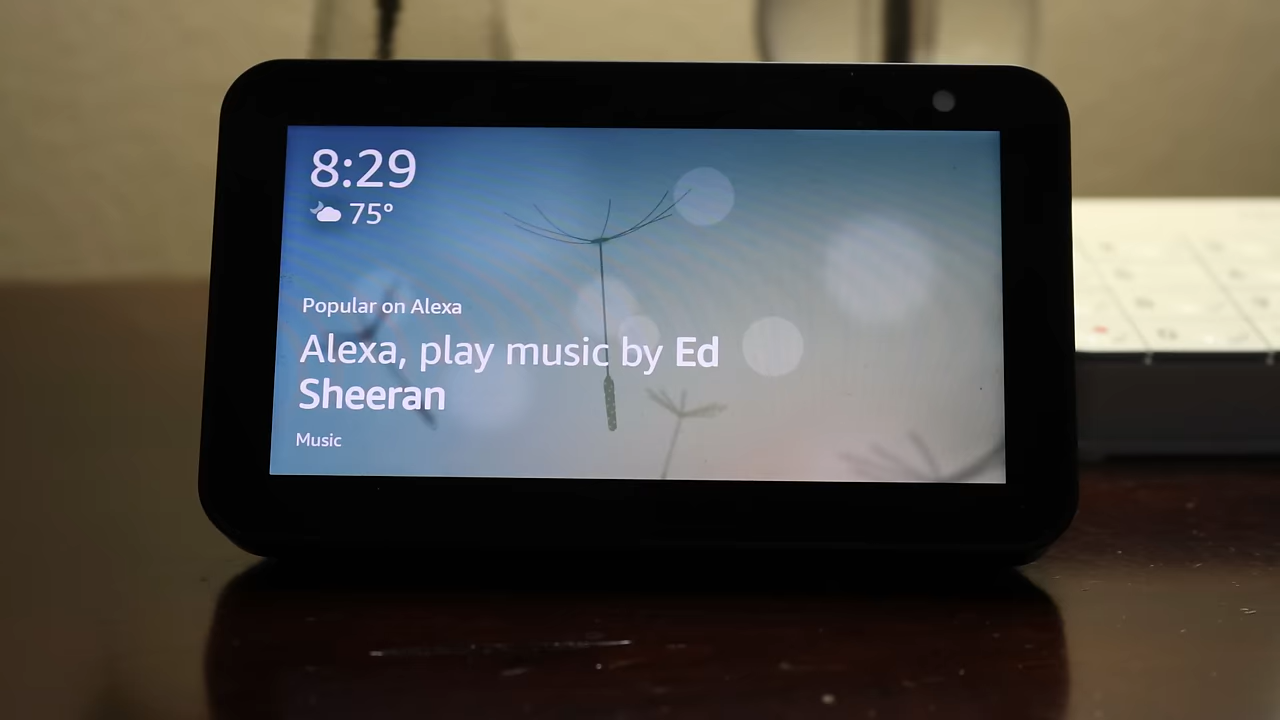 8:29
75°
Popular on Alexa
Alexa, play music by Ed
Sheeran
Music